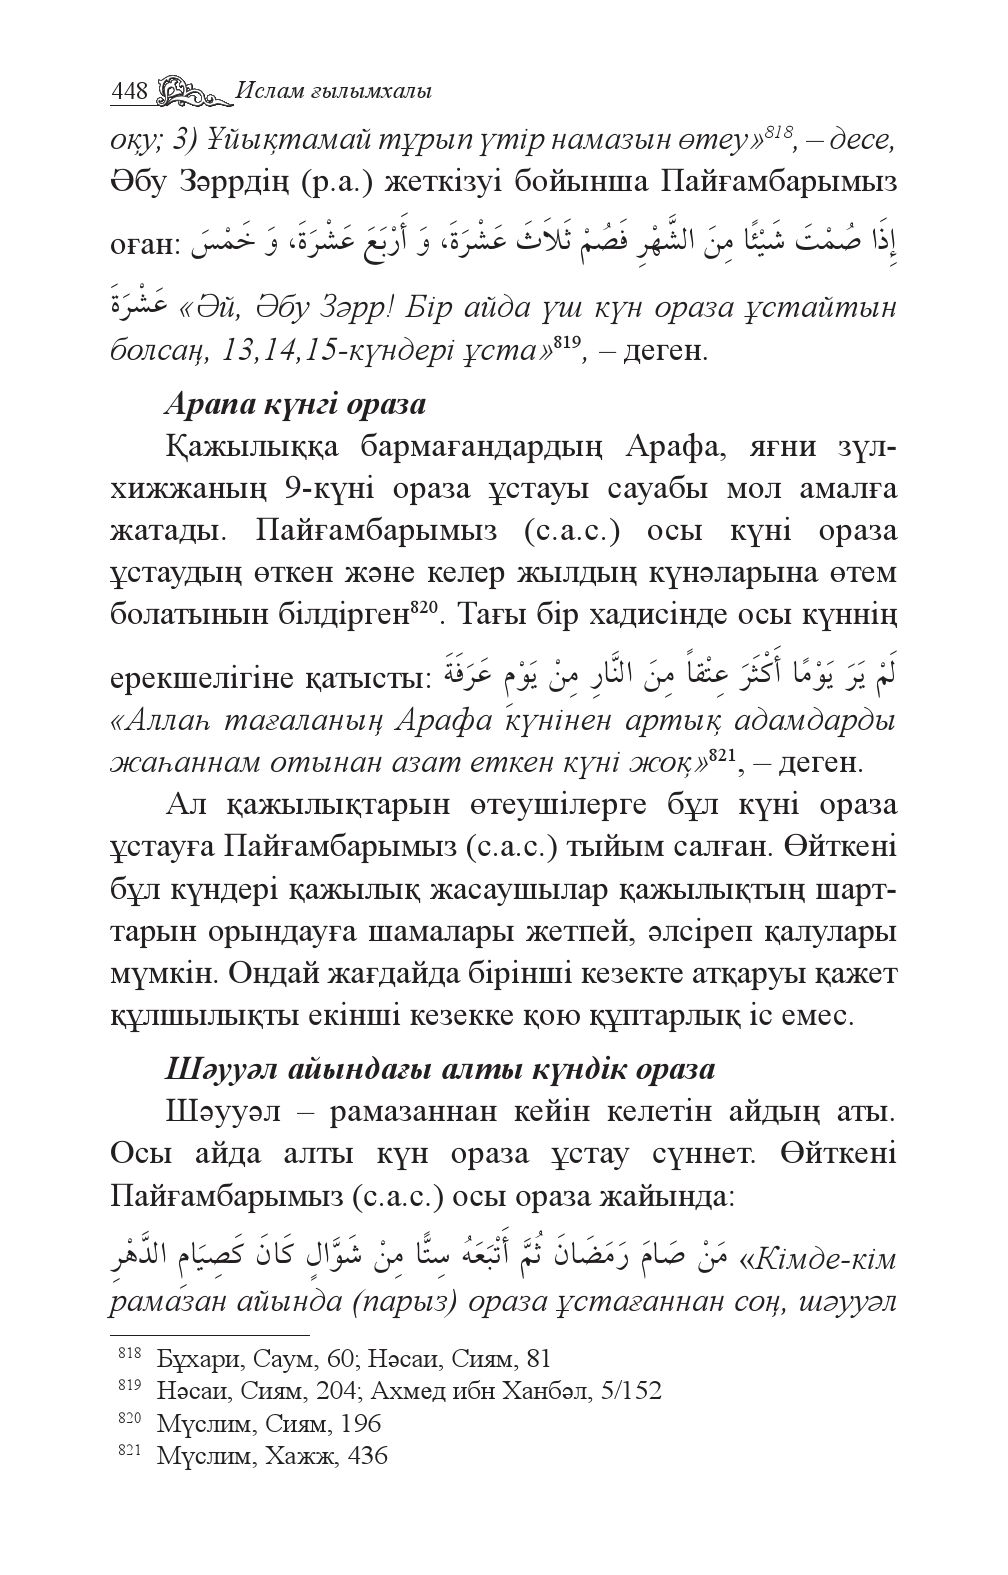 448 Ислам ғылымхалы
оқу; 3) Ұйықтамай тұрып үтір намазын өтеу»818, – десе,
Әбу Зәррдің (р.а.) жеткізуі бойынша Пайғамбарымыз
оған: إِذَا صُمْتَ شَيْئًا مِنَ الشَّهْرِ فَصُمْ ثَلَاثَ عَشْرَةَ، وَ أَرْبَعَ عَشْرَةَ، وَ خَمْسَ
عَشْرَةَ «Әй, Әбу Зәрр! Бір айда үш күн ораза ұстайтын
болсаң, 13,14,15-күндері ұста»819, – деген.
Арапа күнгі ораза
Қажылыққа бармағандардың Арафа, яғни зүл-
хижжаның 9-күні ораза ұстауы сауабы мол амалға
жатады. Пайғамбарымыз (с.а.с.) осы күні ораза
ұстаудың өткен және келер жылдың күнәларына өтем
болатынын білдірген820. Тағы бір хадисінде осы күннің
ерекшелігіне қатысты: لَمْ يَرَ يَوْمًا أَكْثَرَ عِتْقاً مِنَ النَّارِ مِنْ يَوْمِ عَرَفَةَ
«Аллаһ тағаланың Арафа күнінен артық адамдарды
жаһаннам отынан азат еткен күні жоқ»821, – деген.
Ал қажылықтарын өтеушілерге бұл күні ораза
ұстауға Пайғамбарымыз (с.а.с.) тыйым салған. Өйткені
бұл күндері қажылық жасаушылар қажылықтың шарт-
тарын орындауға шамалары жетпей, әлсіреп қалулары
мүмкін. Ондай жағдайда бірінші кезекте атқаруы қажет
құлшылықты екінші кезекке қою құптарлық іс емес.
Шәууәл айындағы алты күндік ораза
Шәууәл – рамазаннан кейін келетін айдың аты.
Осы айда алты күн ораза ұстау сүннет. Өйткені
Пайғамбарымыз (с.а.с.) осы ораза жайында:
مَنْ صَامَ رَمَضَانَ ثُمَّ أَتْبَعَهُ سِتًّا مِنْ شَوَّالٍ كَانَ كَصِيَامِ الدَّهْرِ «Кімде-кім
рамазан айында (парыз) ораза ұстағаннан соң, шәууәл
818 Бұхари, Саум, 60; Нәсаи, Сиям, 81
819 Нәсаи, Сиям, 204; Ахмед ибн Ханбәл, 5/152
820 Мүслим, Сиям, 196
821 Мүслим, Хажж, 436